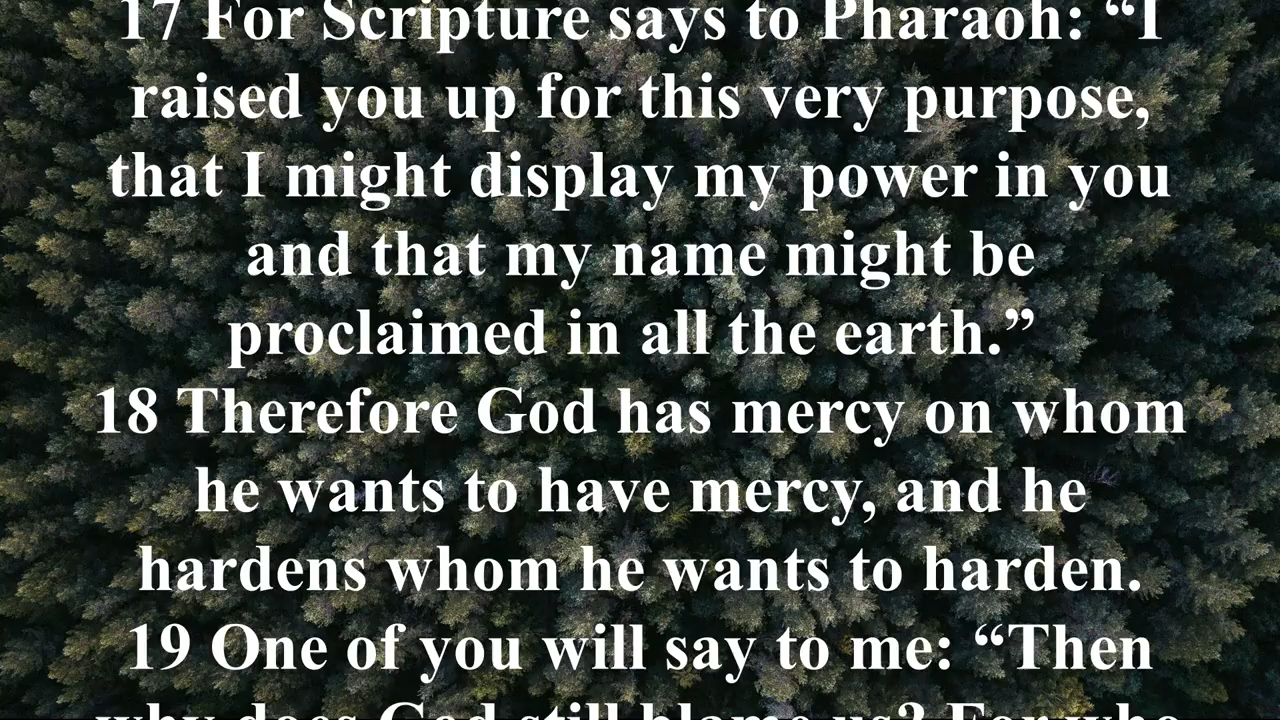 17 For Scripture says to Pharaoh: “I
raised you up for this very purpose,
that I might display my power in you
and that my name might be
proclaimed in all the earth.”
18 Therefore God has mercy on whom
he wants to have mercy, and he
hardens whom he wants to harden.
19 One of you will say to me: “Then
why does God still blame us? For who